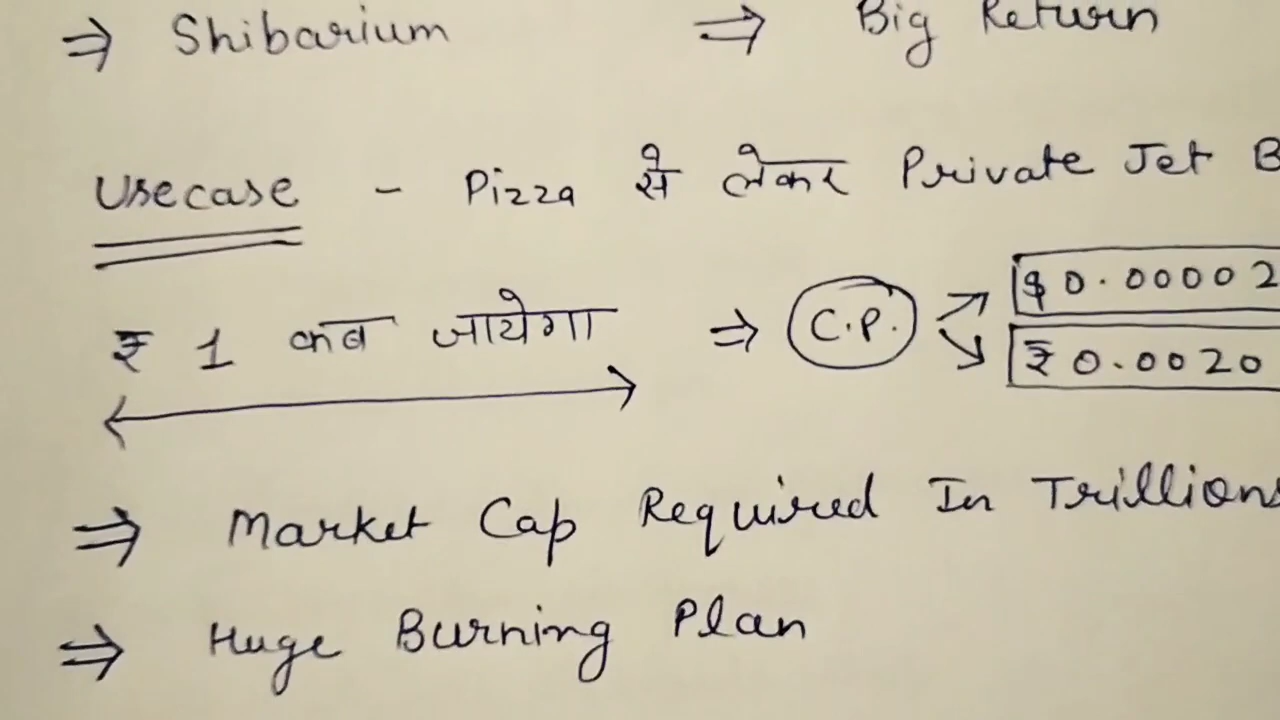 ⇒ Shibarium ⇒ Big Return
Usecase - Pizza से लेकर Private Jet B
₹ 1 कब जायेगा ⇒ C.P. $ 0.00002
₹ 0.0020
⇒ Market Cap Required In Trillions
⇒ Huge Burning Plan